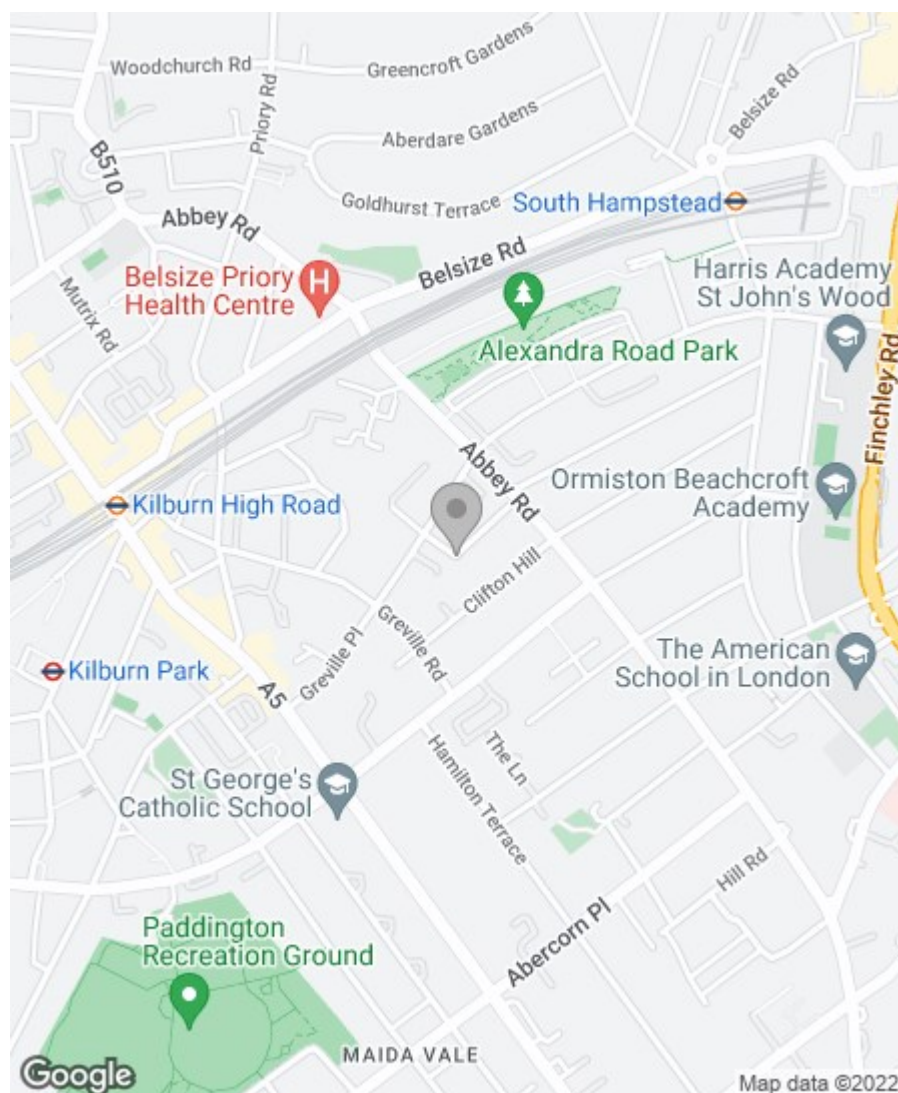 Woodchurch Rd
Greencroft Gardens
Priory Rd
Belsize Rd
Aberdare Gardens
B510
Goldhurst Terrace
South Hampstead
Abbey Rd
Belsize Rd
Belsize Priory
Health Centre
H
Harris Academy
St John's Wood
Mutrix Rd
Alexandra Road Park
Finchley Rd
Abbey Rd
Ormiston Beachcroft
Academy
Kilburn High Road
Clifton Hill
Greville Rd
Greville Pl
The American
School in London
Kilburn Park
A5
The Ln
Hamilton Terrace
St George's
Catholic School
Hill Rd
Abercorn Pl
Paddington
Recreation Ground
MAIDA VALE
Google
Map data ©2022